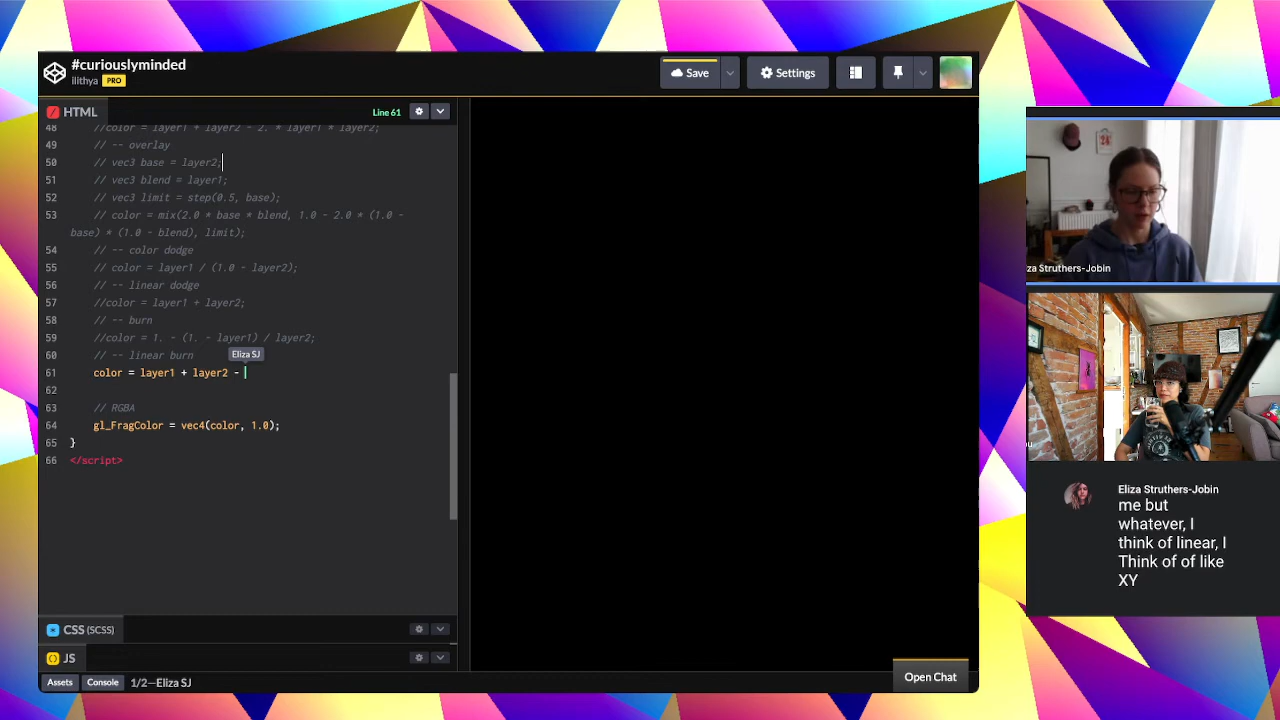 #curiouslyminded
ilithya PRO
Save
Settings
HTML
Line 61
48 //color = layer1 + layer2 - 2. * layer1 * layer2;
49 // -- overlay
50 // vec3 base = layer2;
51 // vec3 blend = layer1;
52 // vec3 limit = step(0.5, base);
53 // color = mix(2.0 * base * blend, 1.0 - 2.0 * (1.0 -
base) * (1.0 - blend), limit);
54 // -- color dodge
55 // color = layer1 / (1.0 - layer2);
56 // -- linear dodge
57 //color = layer1 + layer2;
58 // -- burn
59 //color = 1. - (1. - layer1) / layer2;
60 // -- linear burn
Eliza SJ
61 color = layer1 + layer2 -
62
63 // RGBA
64 gl_FragColor = vec4(color, 1.0);
65 }
66 </script>
CSS (SCSS)
JS
Assets
Console
1/2—Eliza SJ
Open Chat
za Struthers-Jobin
ou
Eliza Struthers-Jobin
me but
whatever, I
think of linear, I
Think of of like
XY